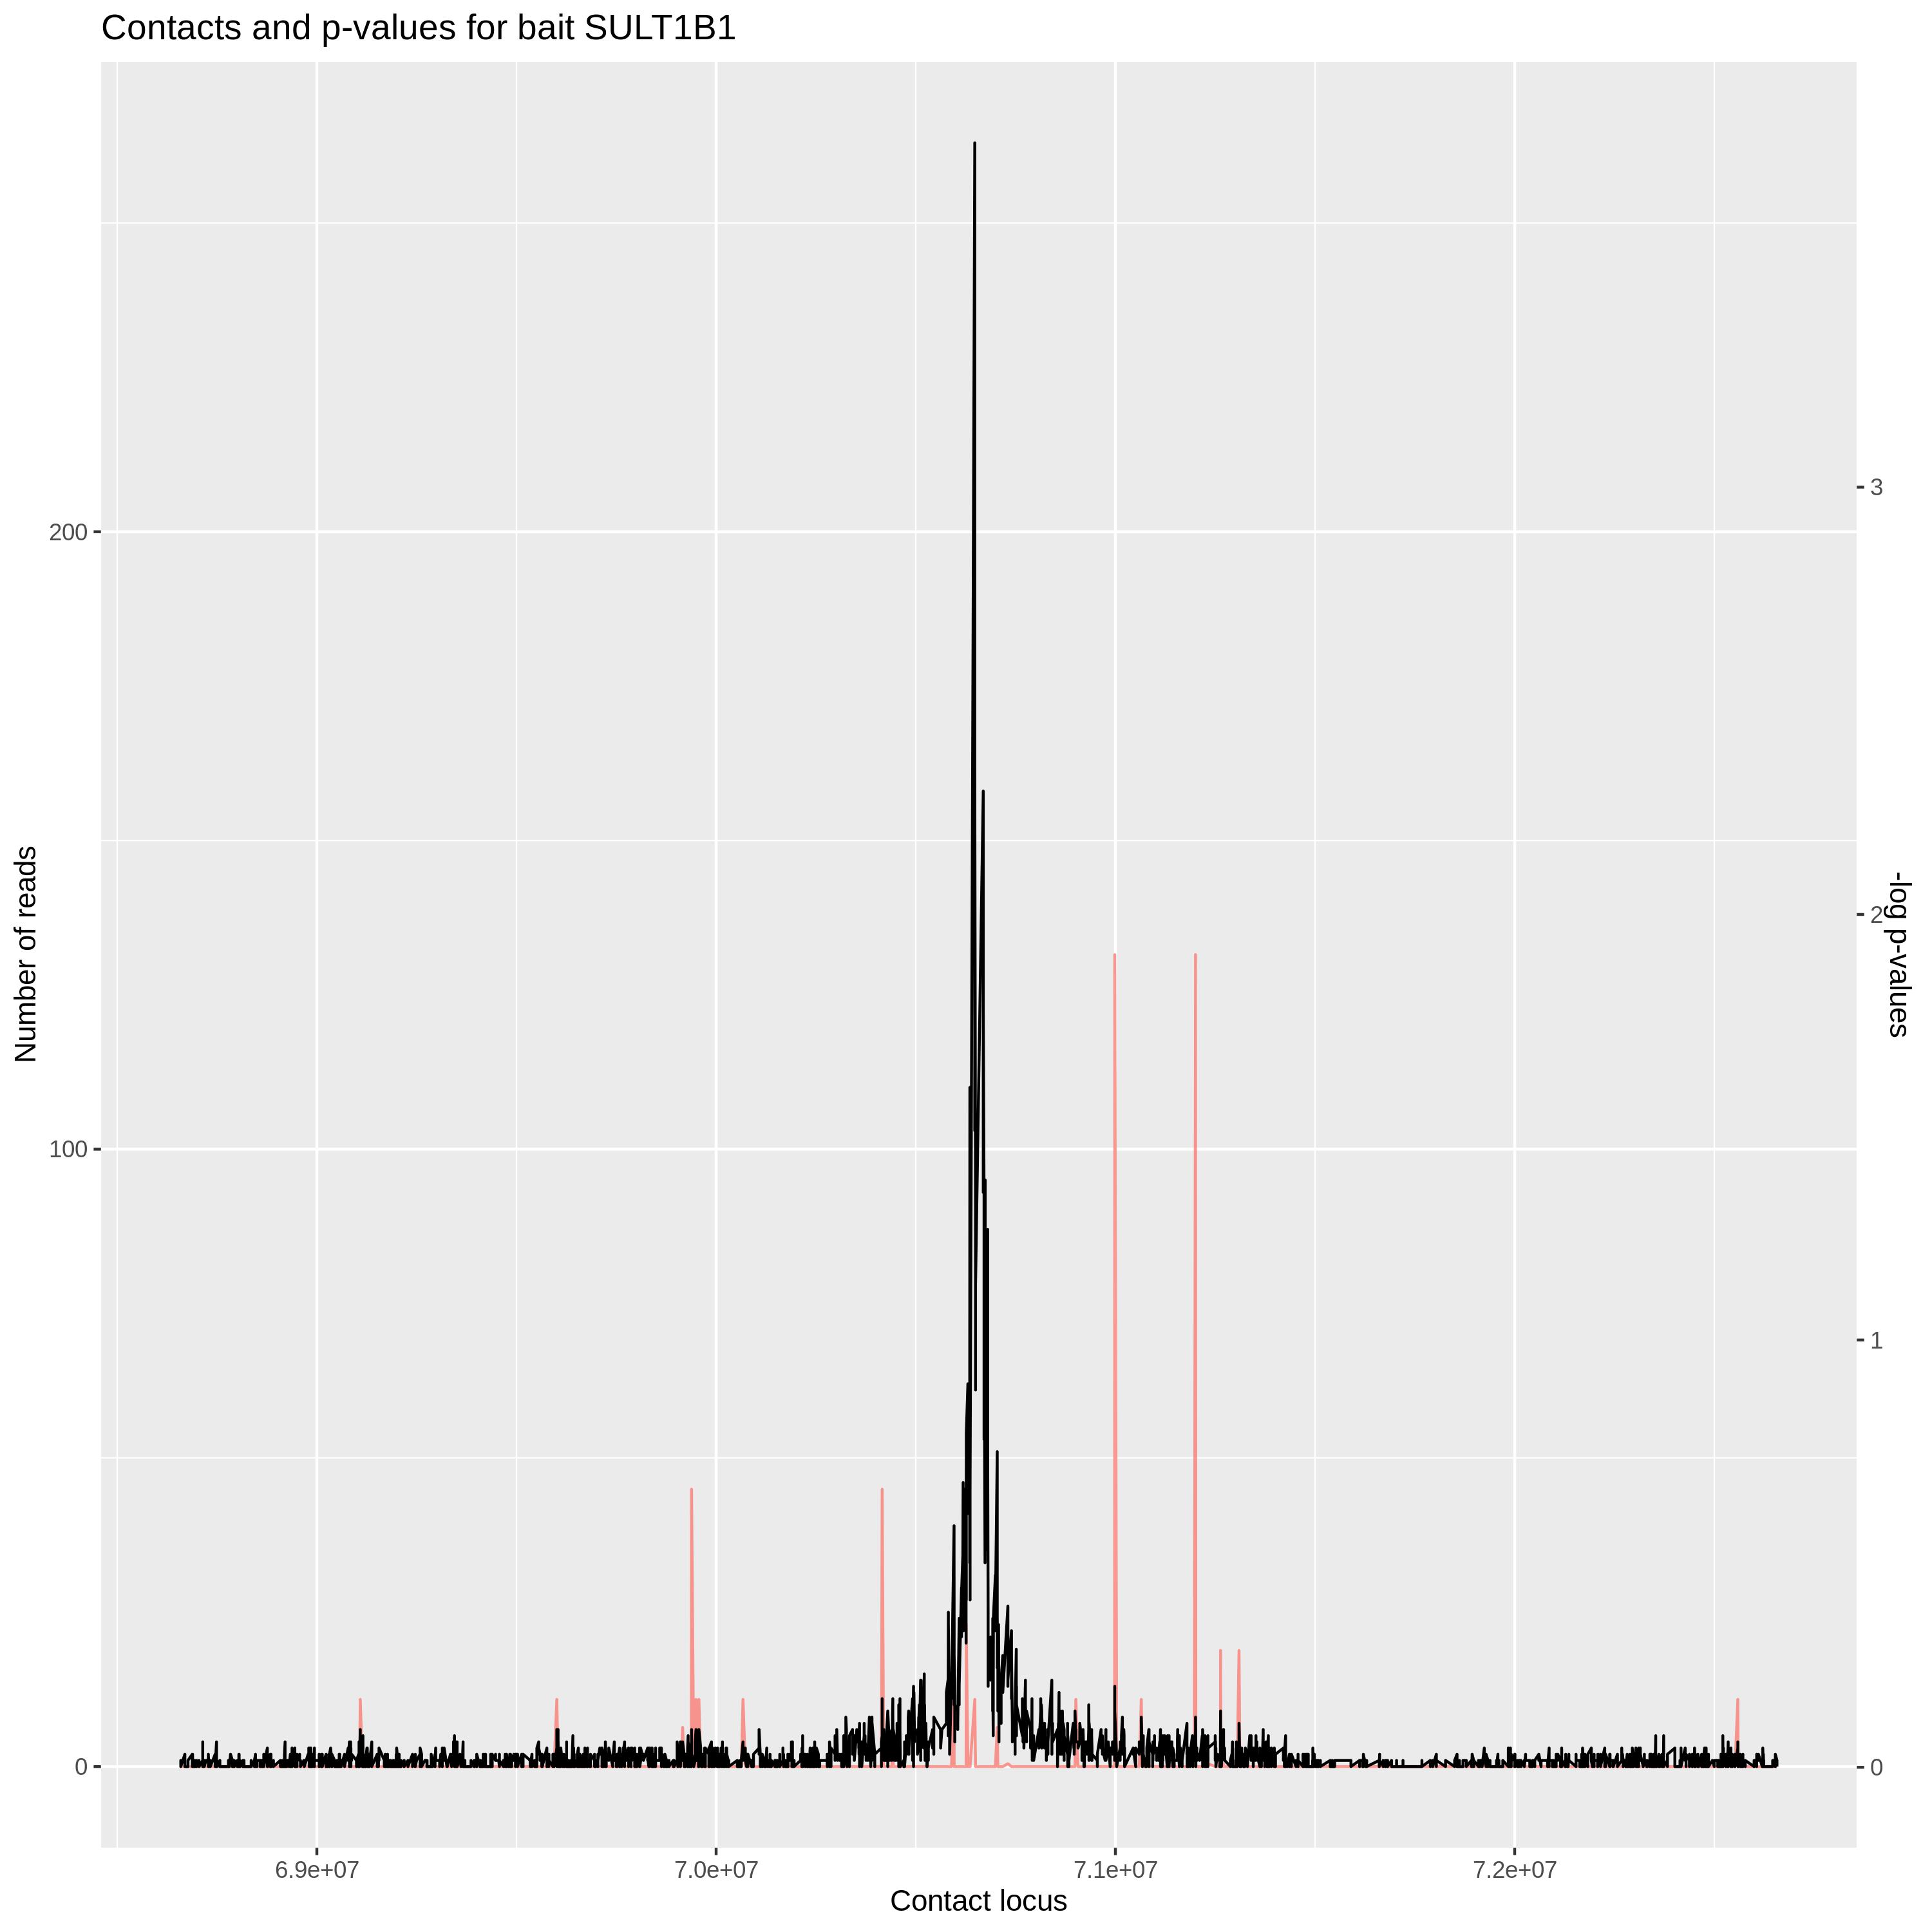 Contacts and p-values for bait SULT1B1
Number of reads
200
100
0
3
2
1
0
-log p-values
6.9e+07
7.0e+07
7.1e+07
7.2e+07
Contact locus